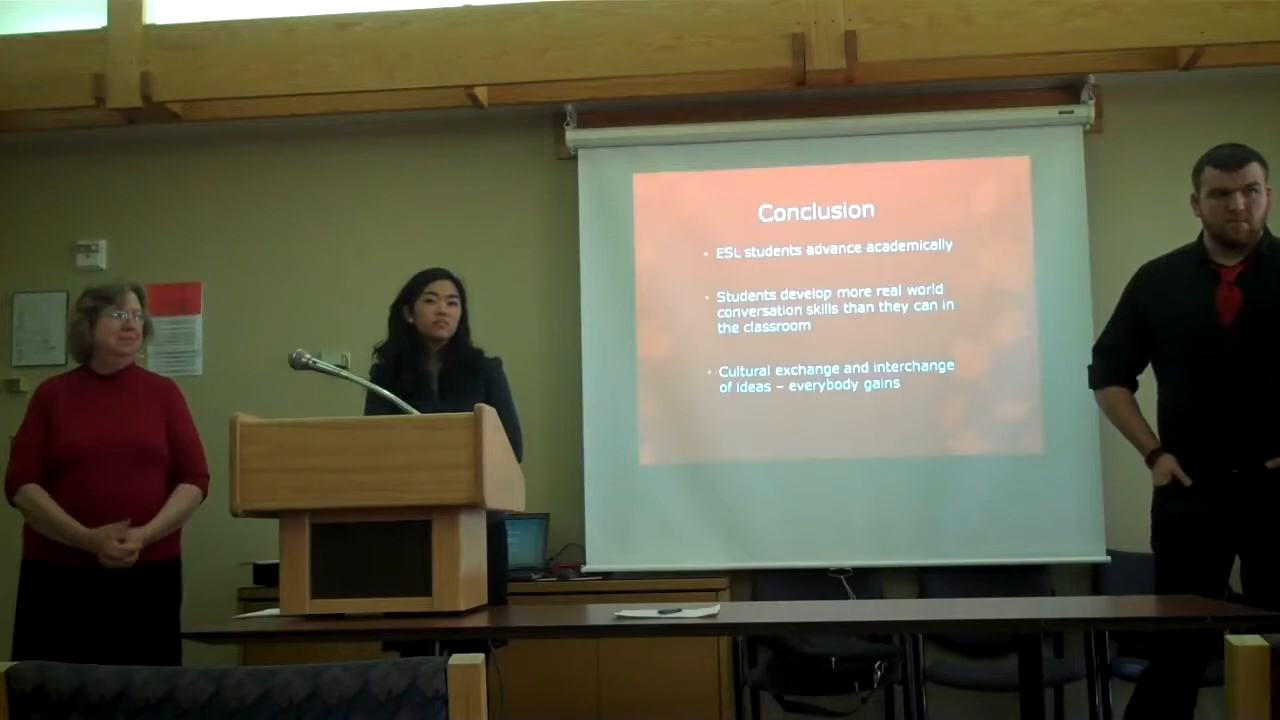 Conclusion
ESL students advance academically
Students develop more real world
conversation skills than they can in
the classroom
Cultural exchange and interchange
of ideas – everybody gains